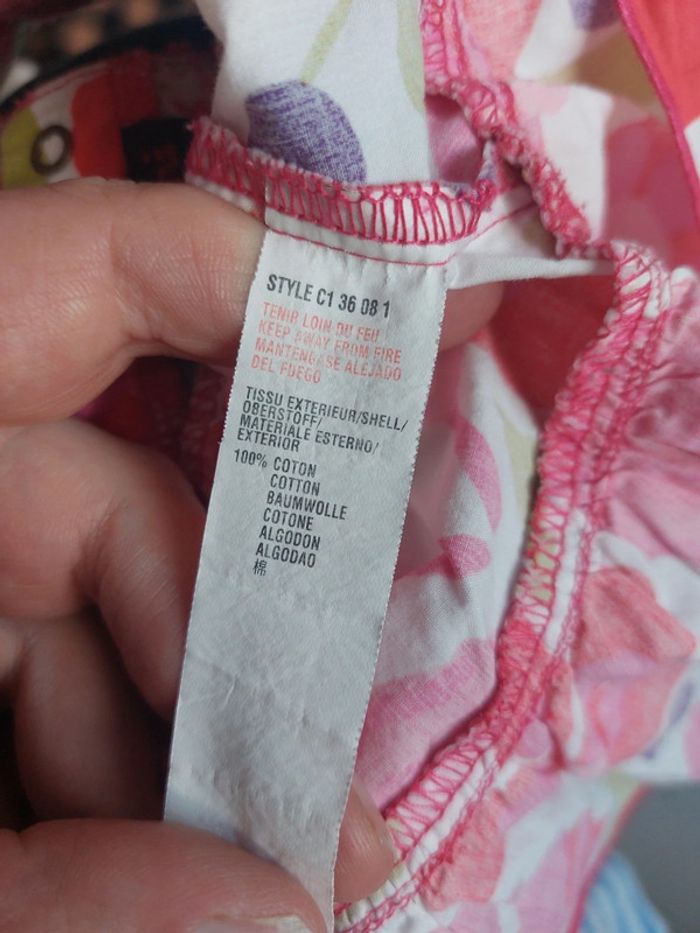 STYLE C1 36 08 1
TENIR LOIN DU FEU
KEEP AWAY FROM FIRE
MANTENGASE ALEJADO
DEL FUEGO
TISSU EXTERIEUR/SHELL/
OBERSTOFF/
MATERIALE ESTERNO/
EXTERIOR
100% COTON
COTTON
BAUMWOLLE
COTONE
ALGODON
ALGODAO
棉